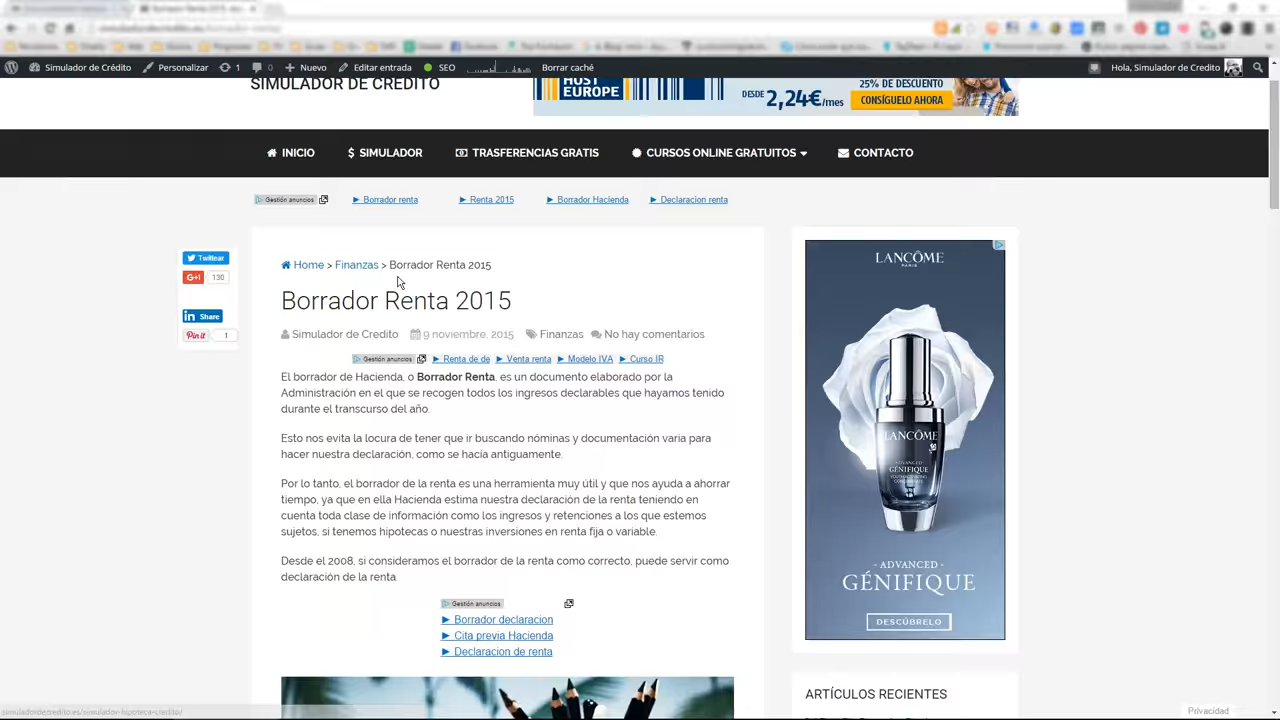 Simulador de Crédito
Personalizar
1
0
Nuevo
Editar entrada
SEO
Borrar caché
Hola, Simulador de Credito
SIMULADOR DE CREDITO
HOST
EUROPE
DESDE 2,24€/mes
25% DE DESCUENTO
CONSÍGUELO AHORA
INICIO
$ SIMULADOR
TRASFERENCIAS GRATIS
CURSOS ONLINE GRATUITOS
CONTACTO
Gestión anuncios
► Borrador renta
► Renta 2015
► Borrador Hacienda
► Declaracion renta
Twittear
G+1 130
in Share
Pin it 1
Home > Finanzas > Borrador Renta 2015
Borrador Renta 2015
Simulador de Credito 9 noviembre, 2015 Finanzas No hay comentarios
Gestión anuncios ► Renta de de ► Venta renta ► Modelo IVA ► Curso IR
El borrador de Hacienda, o Borrador Renta, es un documento elaborado por la
Administración en el que se recogen todos los ingresos declarables que hayamos tenido
durante el transcurso del año.
Esto nos evita la locura de tener que ir buscando nóminas y documentación varia para
hacer nuestra declaración, como se hacia antiguamente.
Por lo tanto, el borrador de la renta es una herramienta muy útil y que nos ayuda a ahorrar
tiempo, ya que en ella Hacienda estima nuestra declaración de la renta teniendo en
cuenta toda clase de información como los ingresos y retenciones a los que estemos
sujetos, si tenemos hipotecas o nuestras inversiones en renta fija o variable.
Desde el 2008, si consideramos el borrador de la renta como correcto, puede servir como
declaración de la renta.
Gestión anuncios
► Borrador declaracion
► Cita previa Hacienda
► Declaracion de renta
LANCÔME
PARIS
LANCÔME
ADVANCED
GÉNIFIQUE
- ADVANCED -
GÉNIFIQUE
DESCÚBRELO
ARTÍCULOS RECIENTES
simuladordecredito.es/simulador-hipoteca-credito/
Privacidad